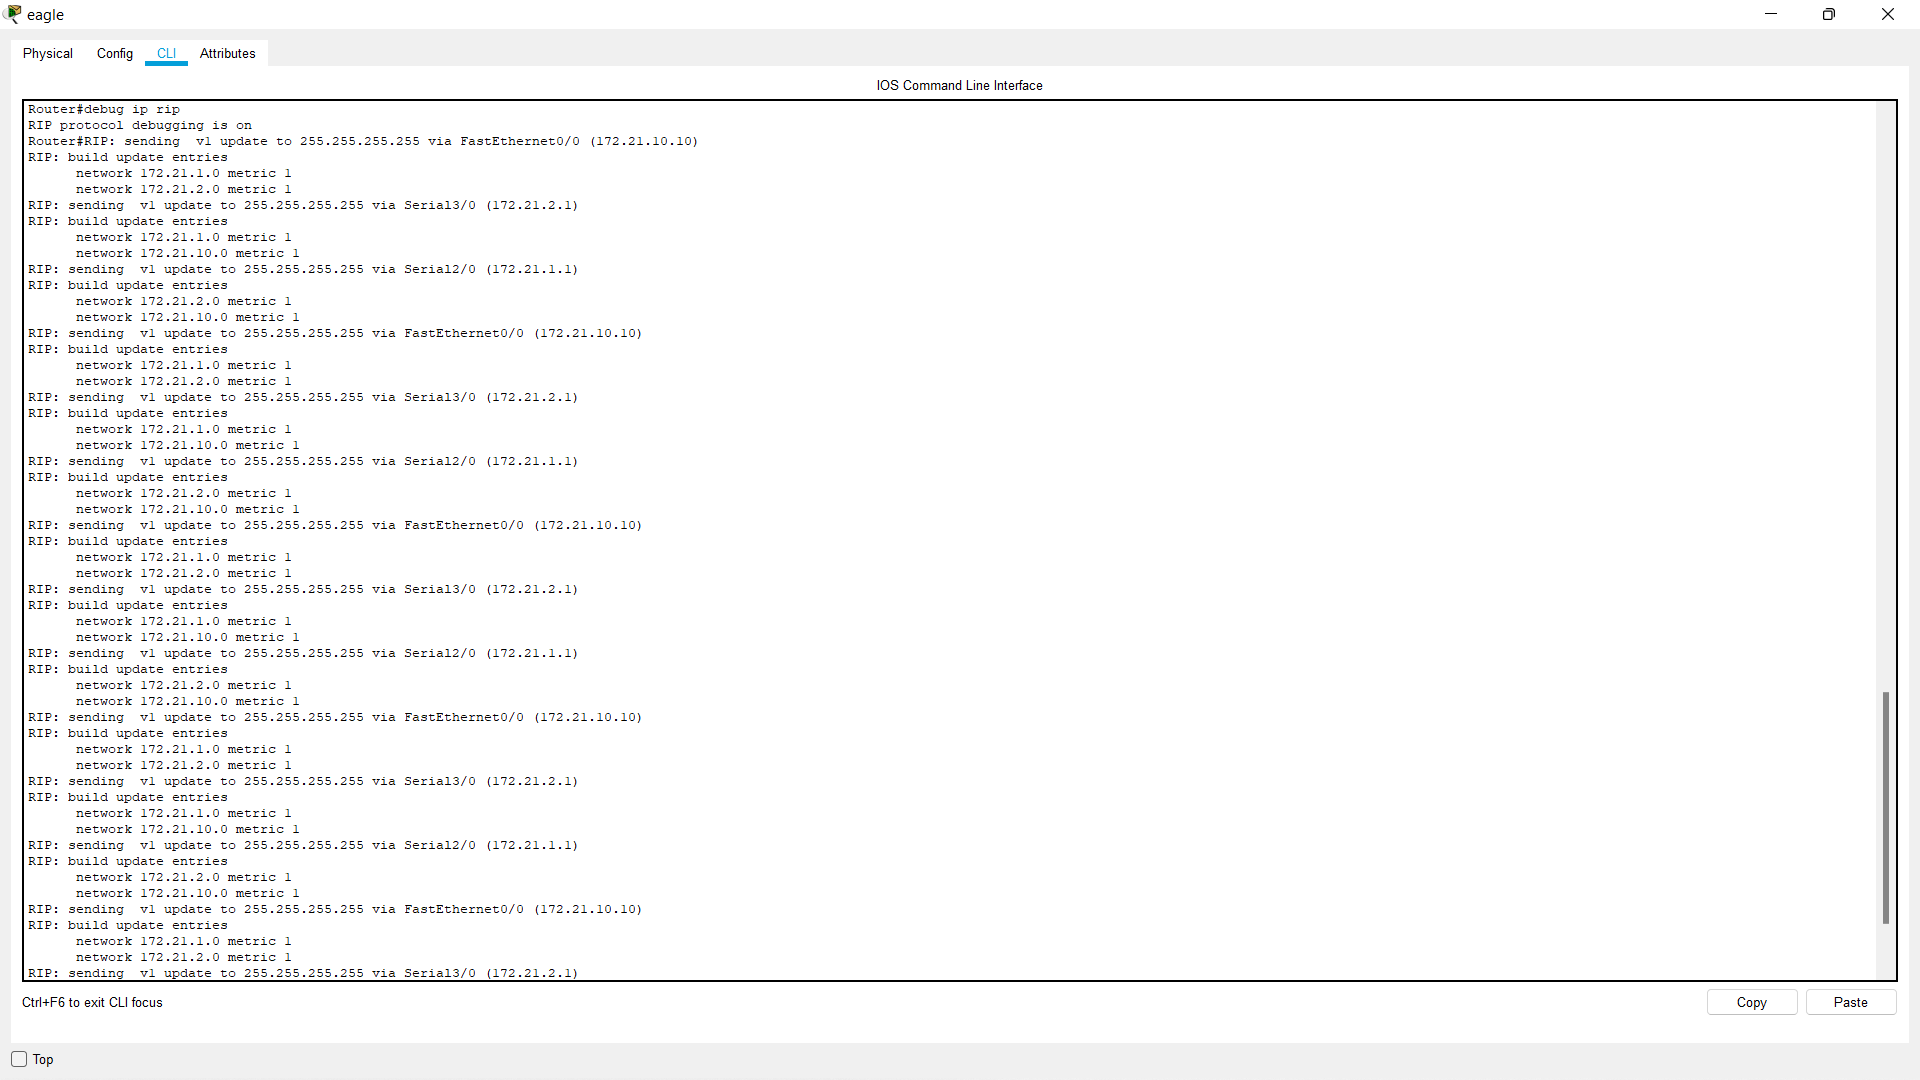 eagle
Physical Config CLI Attributes
IOS Command Line Interface
Router#debug ip rip
RIP protocol debugging is on
Router#RIP: sending  v1 update to 255.255.255.255 via FastEthernet0/0 (172.21.10.10)
RIP: build update entries
      network 172.21.1.0 metric 1
      network 172.21.2.0 metric 1
RIP: sending  v1 update to 255.255.255.255 via Serial3/0 (172.21.2.1)
RIP: build update entries
      network 172.21.1.0 metric 1
      network 172.21.10.0 metric 1
RIP: sending  v1 update to 255.255.255.255 via Serial2/0 (172.21.1.1)
RIP: build update entries
      network 172.21.2.0 metric 1
      network 172.21.10.0 metric 1
RIP: sending  v1 update to 255.255.255.255 via FastEthernet0/0 (172.21.10.10)
RIP: build update entries
      network 172.21.1.0 metric 1
      network 172.21.2.0 metric 1
RIP: sending  v1 update to 255.255.255.255 via Serial3/0 (172.21.2.1)
RIP: build update entries
      network 172.21.1.0 metric 1
      network 172.21.10.0 metric 1
RIP: sending  v1 update to 255.255.255.255 via Serial2/0 (172.21.1.1)
RIP: build update entries
      network 172.21.2.0 metric 1
      network 172.21.10.0 metric 1
RIP: sending  v1 update to 255.255.255.255 via FastEthernet0/0 (172.21.10.10)
RIP: build update entries
      network 172.21.1.0 metric 1
      network 172.21.2.0 metric 1
RIP: sending  v1 update to 255.255.255.255 via Serial3/0 (172.21.2.1)
RIP: build update entries
      network 172.21.1.0 metric 1
      network 172.21.10.0 metric 1
RIP: sending  v1 update to 255.255.255.255 via Serial2/0 (172.21.1.1)
RIP: build update entries
      network 172.21.2.0 metric 1
      network 172.21.10.0 metric 1
RIP: sending  v1 update to 255.255.255.255 via FastEthernet0/0 (172.21.10.10)
RIP: build update entries
      network 172.21.1.0 metric 1
      network 172.21.2.0 metric 1
RIP: sending  v1 update to 255.255.255.255 via Serial3/0 (172.21.2.1)
RIP: build update entries
      network 172.21.1.0 metric 1
      network 172.21.10.0 metric 1
RIP: sending  v1 update to 255.255.255.255 via Serial2/0 (172.21.1.1)
RIP: build update entries
      network 172.21.2.0 metric 1
      network 172.21.10.0 metric 1
RIP: sending  v1 update to 255.255.255.255 via FastEthernet0/0 (172.21.10.10)
RIP: build update entries
      network 172.21.1.0 metric 1
      network 172.21.2.0 metric 1
RIP: sending  v1 update to 255.255.255.255 via Serial3/0 (172.21.2.1)
Ctrl+F6 to exit CLI focus
Copy Paste
Top